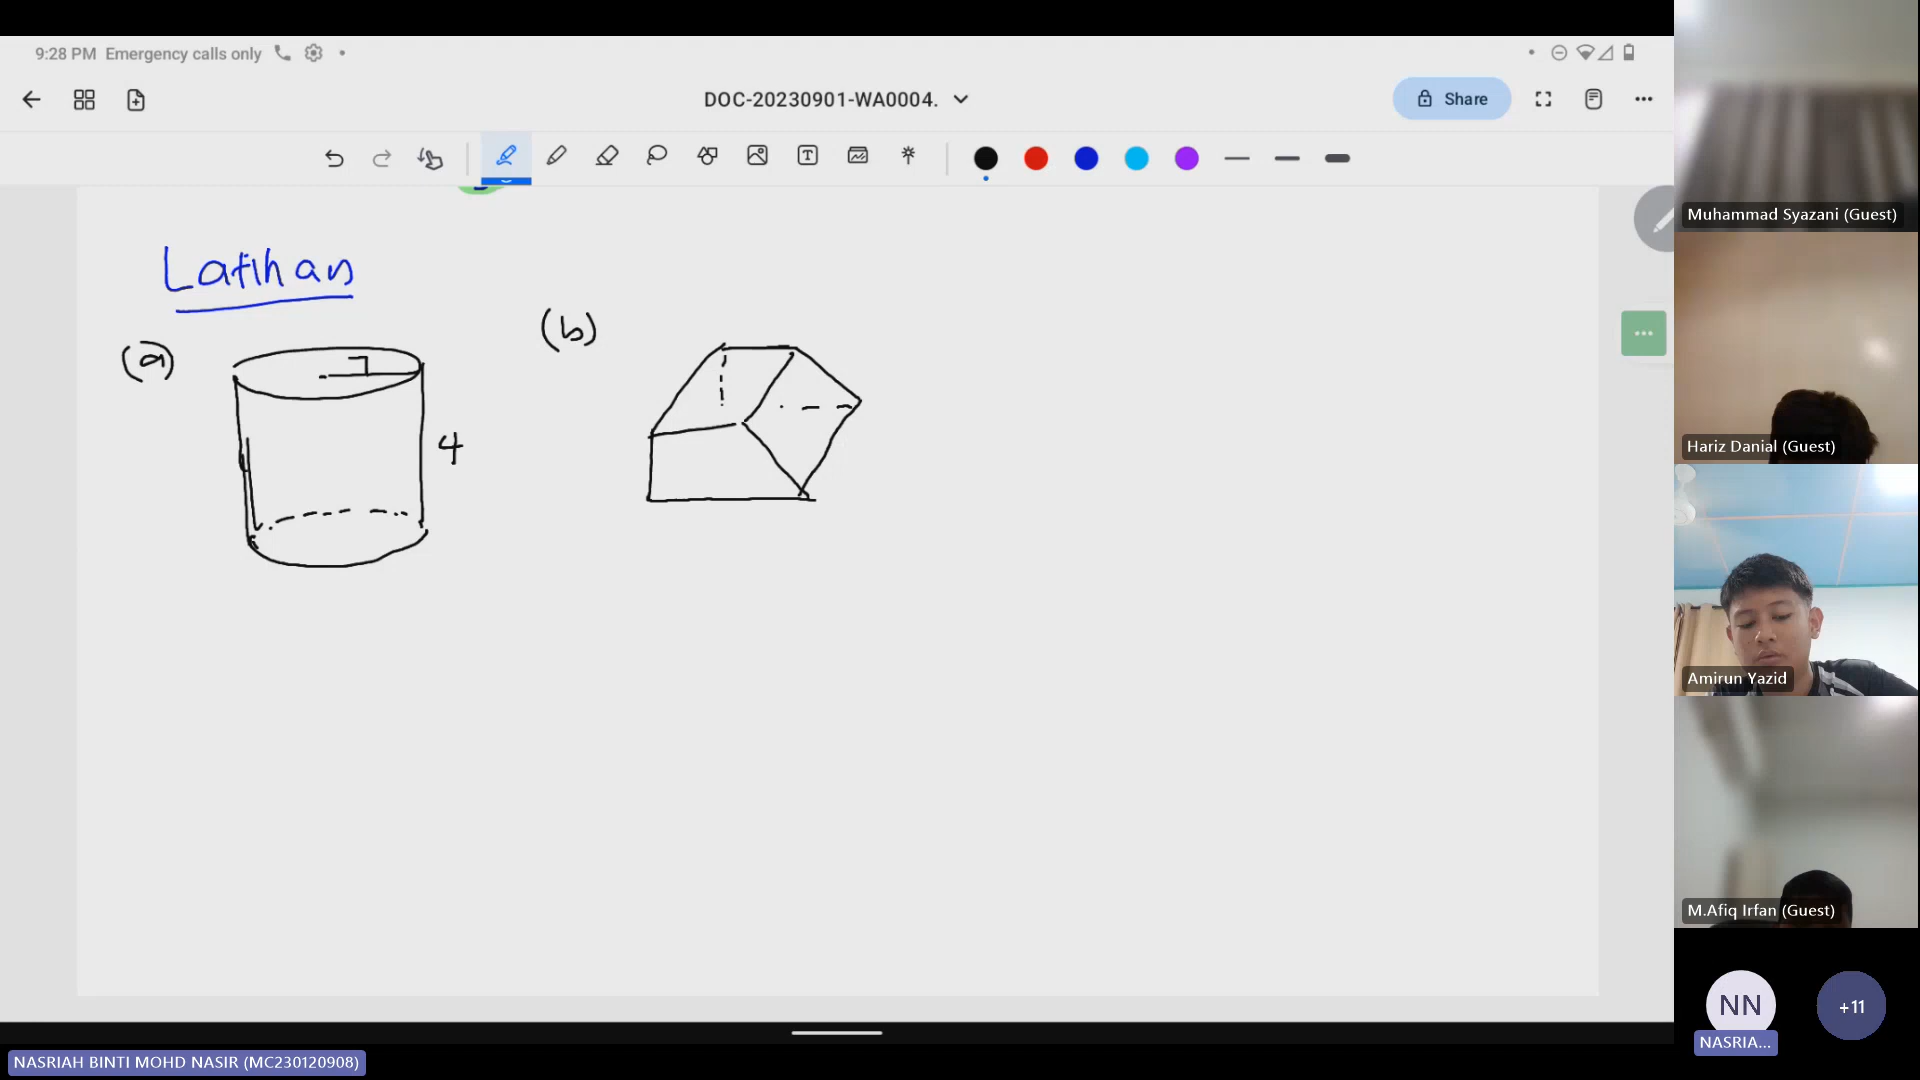 9:28 PM Emergency calls only
DOC-20230901-WA0004.
Share
Latihan
(a)
7
4
(b)
Muhammad Syazani (Guest)
Hariz Danial (Guest)
Amirun Yazid
M.Afiq Irfan (Guest)
NN
+11
NASRIA...
NASRIAH BINTI MOHD NASIR (MC230120908)